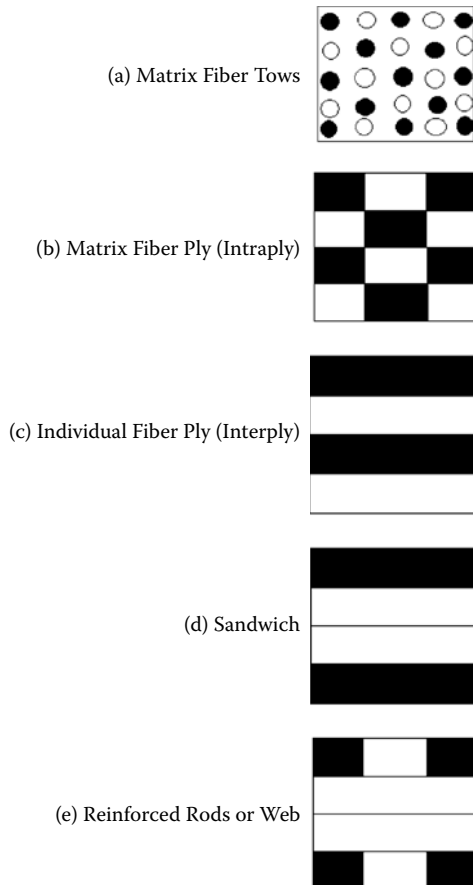 (a) Matrix Fiber Tows
(b) Matrix Fiber Ply (Intraply)
(c) Individual Fiber Ply (Interply)
(d) Sandwich
(e) Reinforced Rods or Web